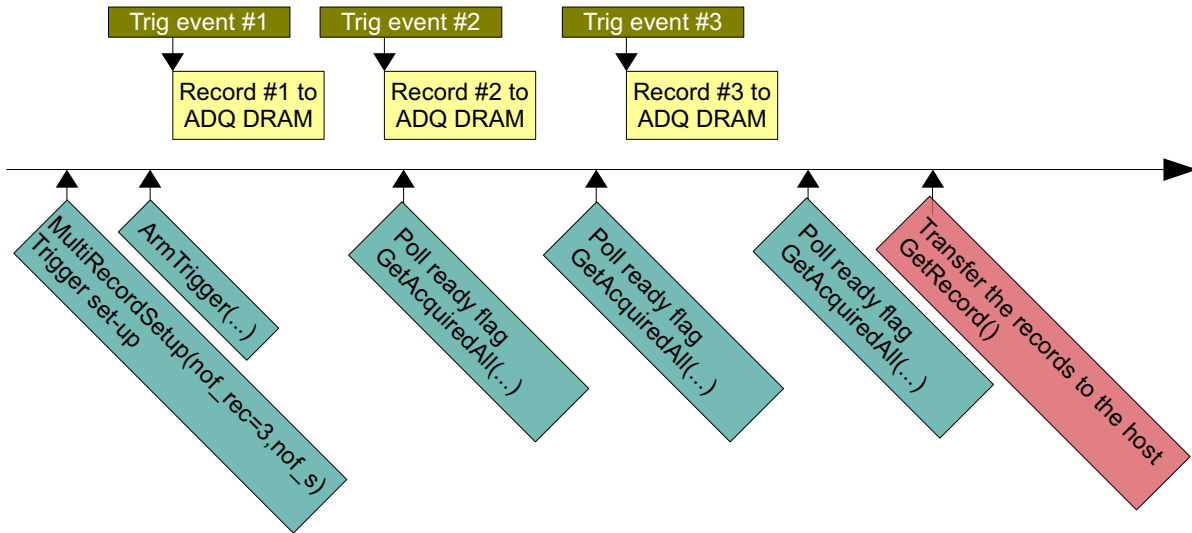 Trig event #1
Trig event #2
Trig event #3
Record #1 to
ADQ DRAM
Record #2 to
ADQ DRAM
Record #3 to
ADQ DRAM
MultiRecordSetup(nof_rec=3,nof_s)
Trigger set-up
ArmTrigger(...)
Poll ready flag
GetAcquiredAll(...)
Poll ready flag
GetAcquiredAll(...)
Poll ready flag
GetAcquiredAll(...)
Transfer the records to the host
GetRecord()